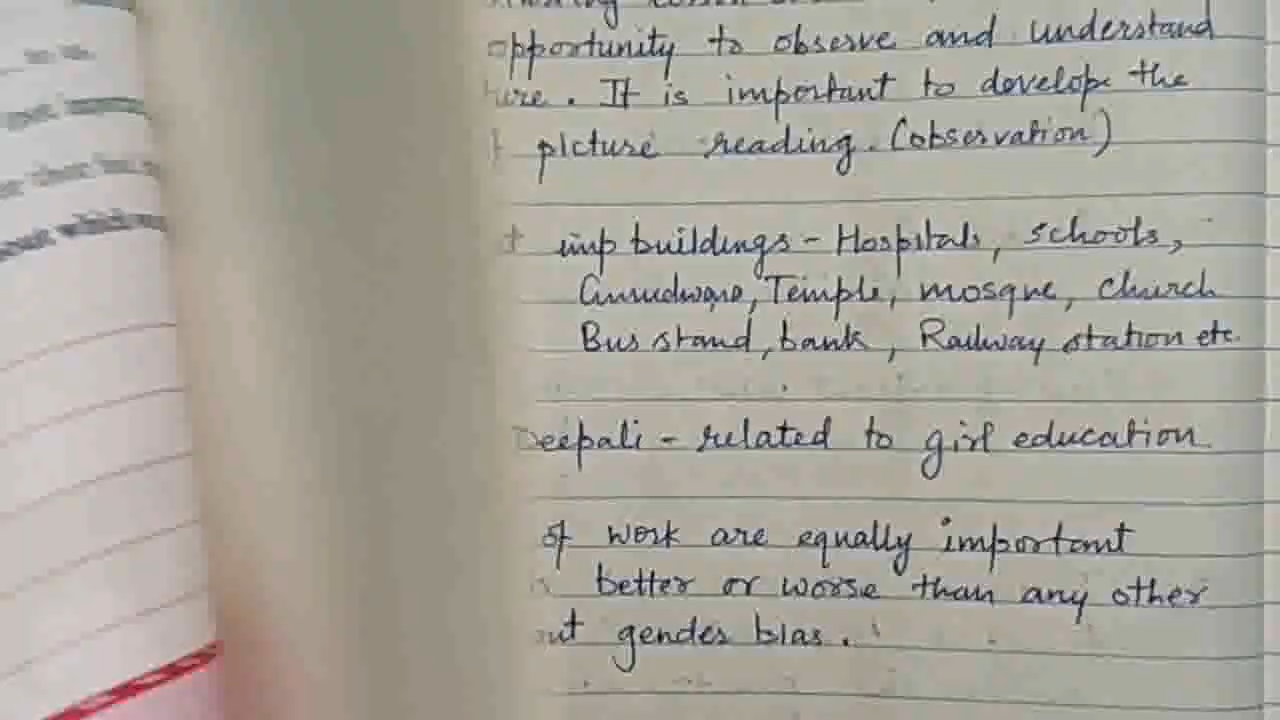 opportunity to observe and understand
ture. It is important to develop the
picture reading. (observation)
imp buildings - Hospitals, schools,
Gurudwara, Temple, mosque, church
Bus stand, bank, Railway station etc.
Deepali - related to girl education
of work are equally important
better or worse than any other
gender bias.